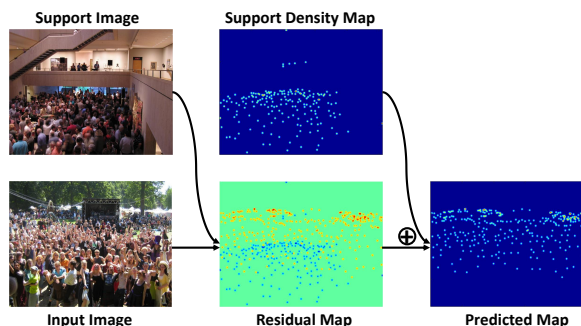 Support Image
Support Density Map
Input Image
Residual Map
Predicted Map